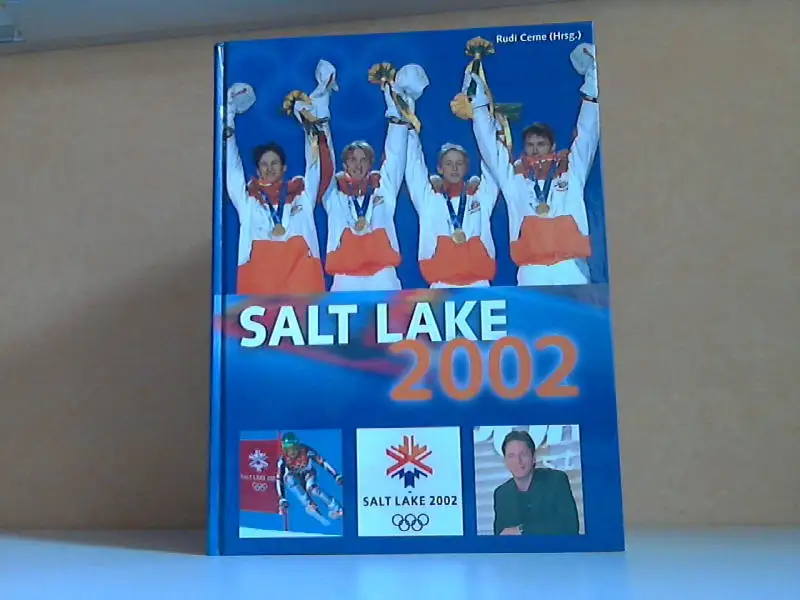 Rudi Cerne (Hrsg.)
SALT LAKE
2002
SALT LAKE 2002